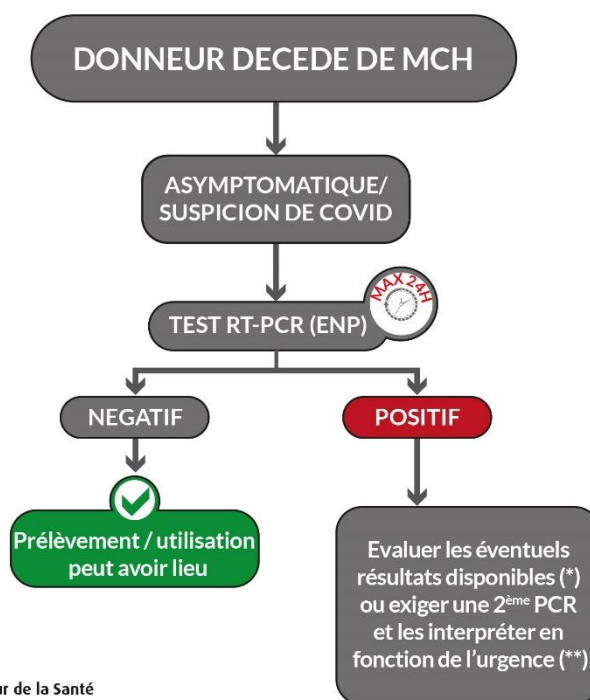 DONNEUR DECEDE DE MCH
ASYMPTOMATIQUE/
SUSPICION DE COVID
MAX 24H
TEST RT-PCR (ENP)
NEGATIF
POSITIF
Prélèvement / utilisation
peut avoir lieu
Evaluer les éventuels
résultats disponibles (*)
ou exiger une 2ème PCR
et les interpréter en
fonction de l'urgence (**)
de la Santé